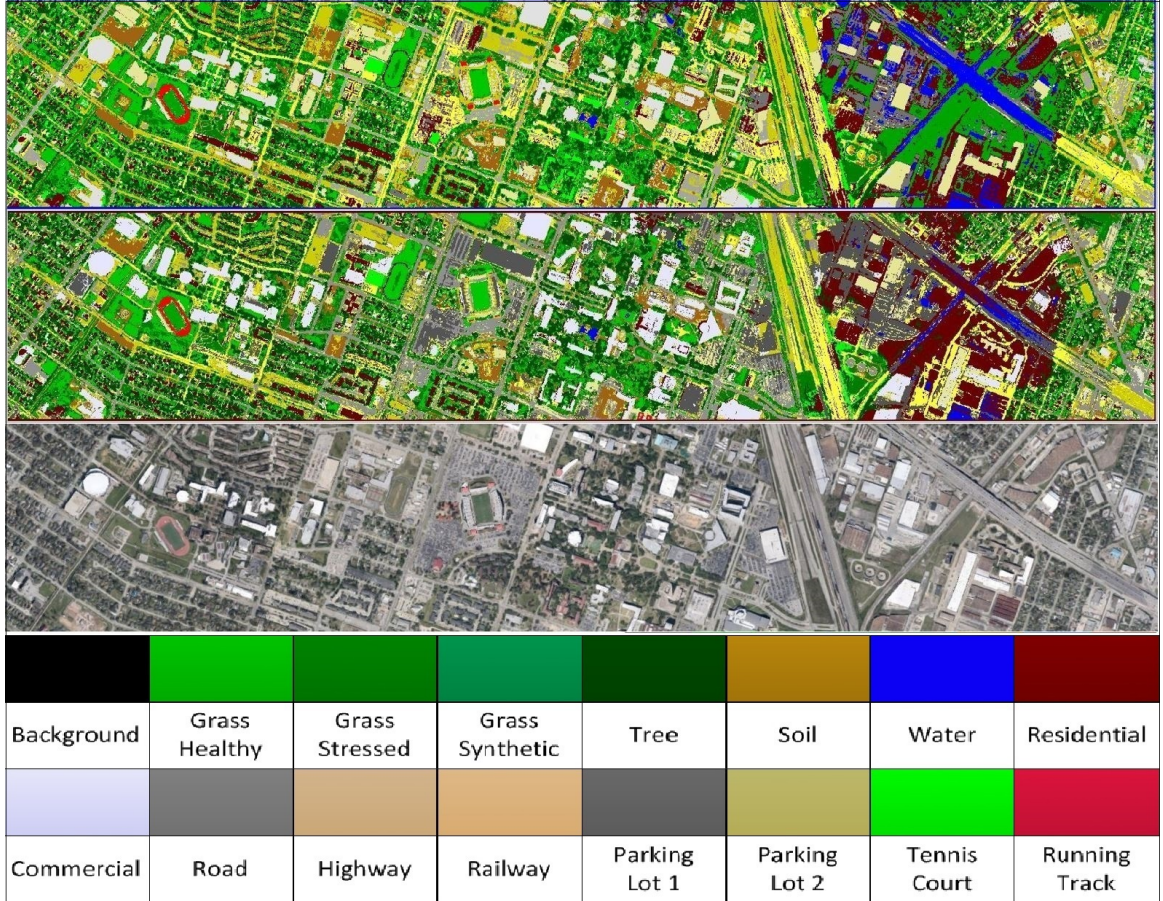 Background
Grass
Healthy
Grass
Stressed
Grass
Synthetic
Tree
Soil
Water
Residential
Commercial
Road
Highway
Railway
Parking
Lot 1
Parking
Lot 2
Tennis
Court
Running
Track